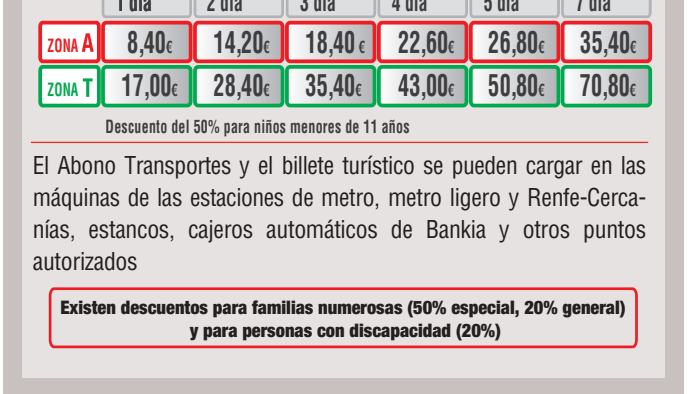 1 día 2 día 3 día 4 día 5 día 7 día
ZONA A 8,40€ 14,20€ 18,40€ 22,60€ 26,80€ 35,40€
ZONA T 17,00€ 28,40€ 35,40€ 43,00€ 50,80€ 70,80€
Descuento del 50% para niños menores de 11 años
El Abono Transportes y el billete turístico se pueden cargar en las
máquinas de las estaciones de metro, metro ligero y Renfe-Cerca-
nías, estancos, cajeros automáticos de Bankia y otros puntos
autorizados
Existen descuentos para familias numerosas (50% especial, 20% general)
y para personas con discapacidad (20%)